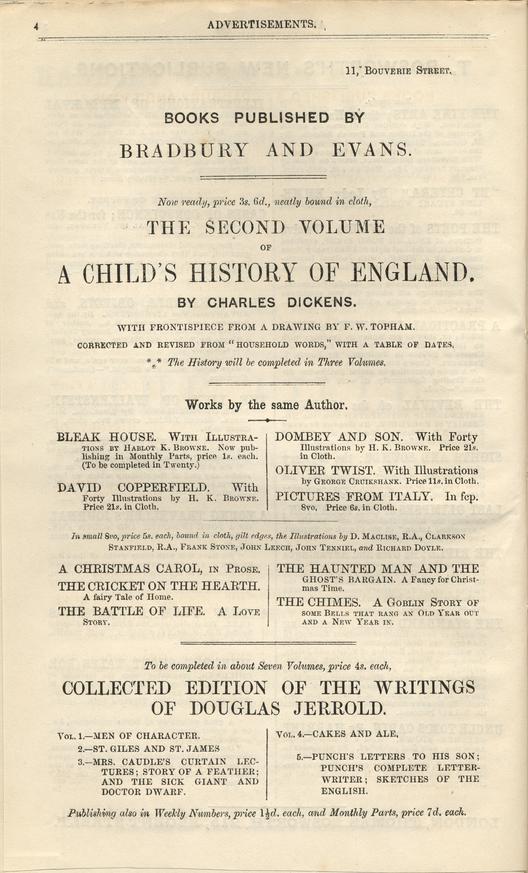 4
ADVERTISEMENTS.
11, BOUVERIE STREET.
BOOKS PUBLISHED BY
BRADBURY AND EVANS.
Now ready, price 3s. 6d., neatly bound in cloth,
THE SECOND VOLUME
OF
A CHILD'S HISTORY OF ENGLAND.
BY CHARLES DICKENS.
WITH FRONTISPIECE FROM A DRAWING BY F. W. TOPHAM.
CORRECTED AND REVISED FROM "HOUSEHOLD WORDS," WITH A TABLE OF DATES.
*** The History will be completed in Three Volumes.
Works by the same Author.
BLEAK HOUSE. WITH ILLUSTRA-
TIONS BY HABLOT K. BROWNE. Now pub-
lishing in Monthly Parts, price 1s. each.
(To be completed in Twenty.)
DAVID COPPERFIELD. With
Forty Illustrations by H. K. BROWNE.
Price 21s. in Cloth.
DOMBEY AND SON. With Forty
Illustrations by H. K. BROWNE. Price 21s.
in Cloth.
OLIVER TWIST. With Illustrations
by GEORGE CRUIKSHANK. Price 11s. in Cloth.
PICTURES FROM ITALY. In fcp.
8vo. Price 6s. in Cloth.
In small 8vo, price 5s. each, bound in cloth, gilt edges, the Illustrations by D. MACLISE, R.A., CLARKSON
STANFIELD, R.A., FRANK STONE, JOHN LEECH, JOHN TENNIEL, and RICHARD DOYLE.
A CHRISTMAS CAROL, IN PROSE.
THE CRICKET ON THE HEARTH.
A fairy Tale of Home.
THE BATTLE OF LIFE. A LOVE
STORY.
THE HAUNTED MAN AND THE
GHOST'S BARGAIN. A Fancy for Christ-
mas Time.
THE CHIMES. A GOBLIN STORY OF
SOME BELLS THAT RANG AN OLD YEAR OUT
AND A NEW YEAR IN.
To be completed in about Seven Volumes, price 4s. each,
COLLECTED EDITION OF THE WRITINGS
OF DOUGLAS JERROLD.
VOL. 1.—MEN OF CHARACTER.
2.—ST. GILES AND ST. JAMES
3.—MRS. CAUDLE'S CURTAIN LEC-
TURES; STORY OF A FEATHER;
AND THE SICK GIANT AND
DOCTOR DWARF.
VOL. 4.—CAKES AND ALE,
5.—PUNCH'S LETTERS TO HIS SON;
PUNCH'S COMPLETE LETTER-
WRITER; SKETCHES OF THE
ENGLISH.
Publishing also in Weekly Numbers, price 1½d. each, and Monthly Parts, price 7d. each.